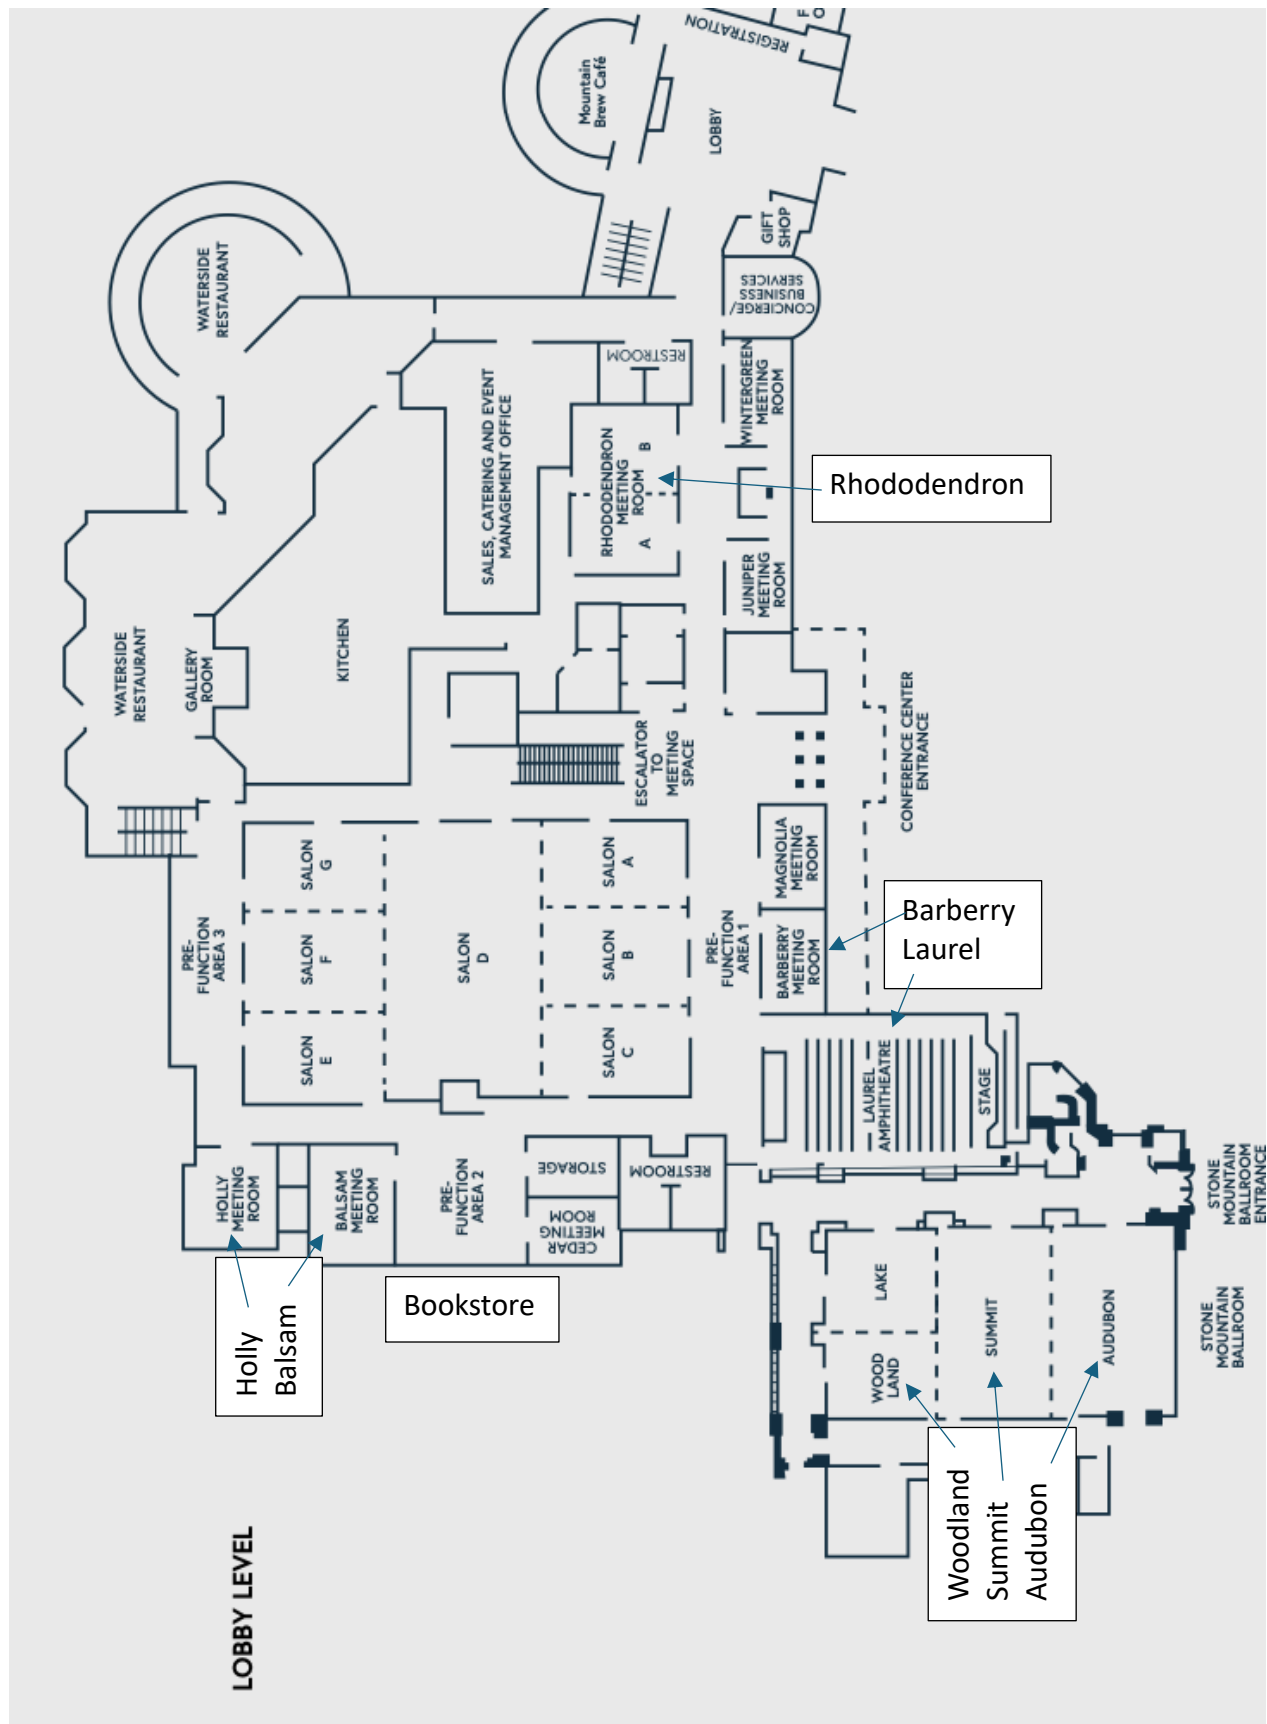 LOBBY LEVEL
REGISTRATION
F
O
Mountain
Brew Café
LOBBY
GIFT
SHOP
CONCIERGE/
BUSINESS
SERVICES
WATERSIDE
RESTAURANT
RESTROOM
WINTERGREEN
MEETING
ROOM
SALES, CATERING AND EVENT
MANAGEMENT OFFICE
RHODODENDRON
MEETING
ROOM
A
B
Rhododendron
JUNIPER
MEETING
ROOM
WATERSIDE
RESTAURANT
GALLERY
ROOM
KITCHEN
ESCALATOR
TO
MEETING
SPACE
CONFERENCE CENTER
ENTRANCE
SALON
G
SALON
A
MAGNOLIA
MEETING
ROOM
PRE-
FUNCTION
AREA 3
SALON
F
SALON
D
SALON
B
PRE-
FUNCTION
AREA 1
BARBERRY
MEETING
ROOM
Barberry
Laurel
SALON
E
SALON
C
LAUREL
AMPHITHEATRE
STAGE
HOLLY
MEETING
ROOM
BALSAM
MEETING
ROOM
PRE-
FUNCTION
AREA 2
STORAGE
RESTROOM
CEDAR
MEETING
ROOM
STONE
MOUNTAIN
BALLROOM
ENTRANCE
Holly
Balsam
Bookstore
LAKE
WOOD
LAND
SUMMIT
AUDUBON
STONE
MOUNTAIN
BALLROOM
Woodland
Summit
Audubon